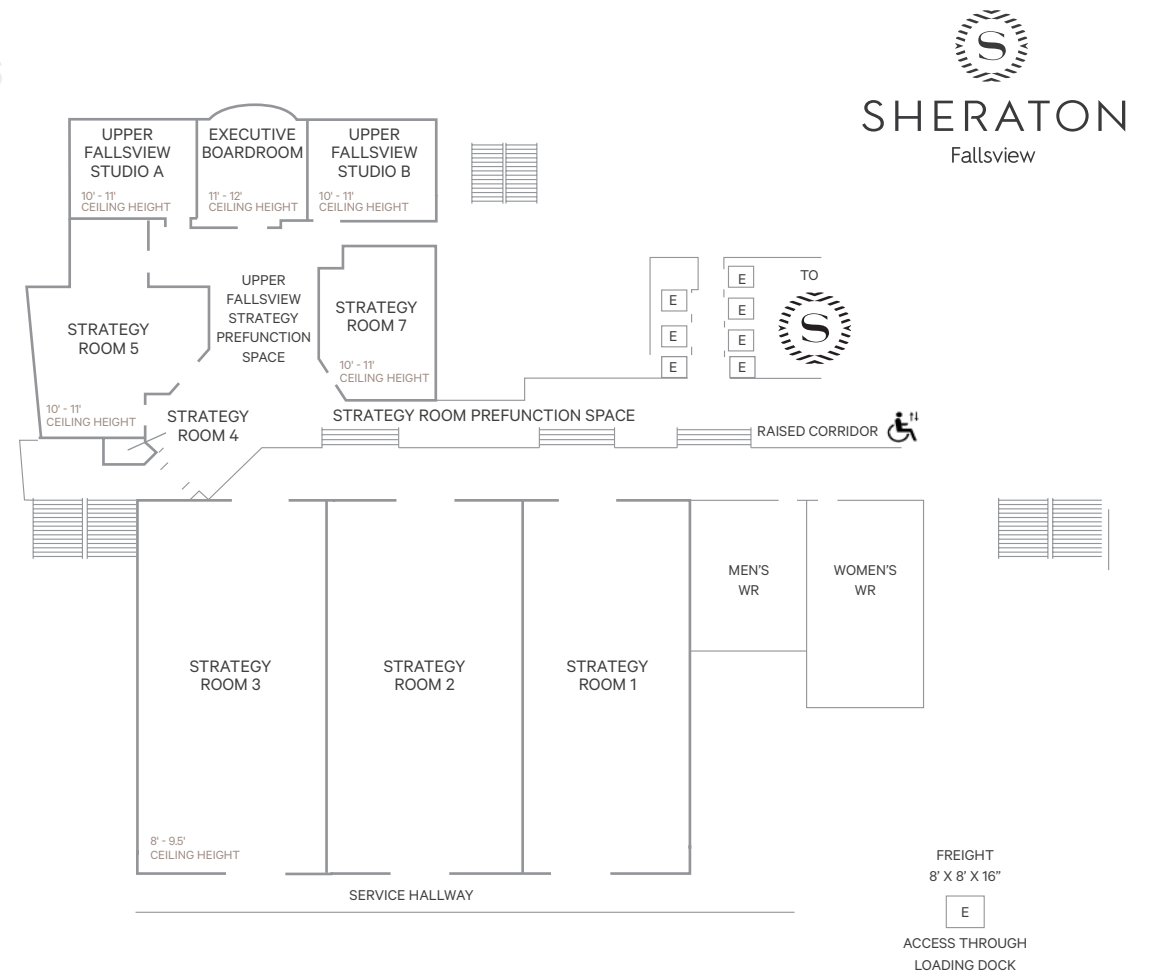 S
SHERATON
Fallsview
UPPER
FALLSVIEW
STUDIO A
10' - 11'
CEILING HEIGHT
EXECUTIVE
BOARDROOM
11' - 12'
CEILING HEIGHT
UPPER
FALLSVIEW
STUDIO B
10' - 11'
CEILING HEIGHT
UPPER
FALLSVIEW
STRATEGY
PREFUNCTION
SPACE
STRATEGY
ROOM 7
10' - 11'
CEILING HEIGHT
STRATEGY
ROOM 5
10' - 11'
CEILING HEIGHT
STRATEGY
ROOM 4
E
E
E
E
E
E
E
TO
S
STRATEGY ROOM PREFUNCTION SPACE
RAISED CORRIDOR
STRATEGY
ROOM 3
8' - 9.5'
CEILING HEIGHT
STRATEGY
ROOM 2
STRATEGY
ROOM 1
MEN'S
WR
WOMEN'S
WR
SERVICE HALLWAY
FREIGHT
8' X 8' X 16"
E
ACCESS THROUGH
LOADING DOCK